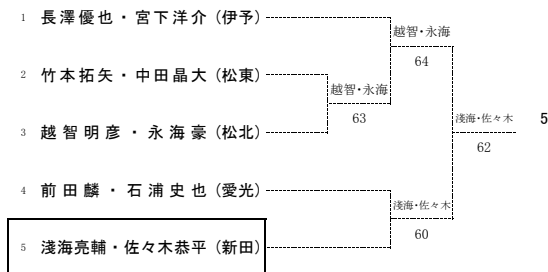 1 長澤優也・宮下洋介（伊予）
越智・永海
64
2 竹本拓矢・中田晶大（松東）
越智・永海
63
3 越智明彦・永海豪（松北）
淺海・佐々木
62
5
4 前田麟・石浦史也（愛光）
淺海・佐々木
60
5 淺海亮輔・佐々木恭平（新田）